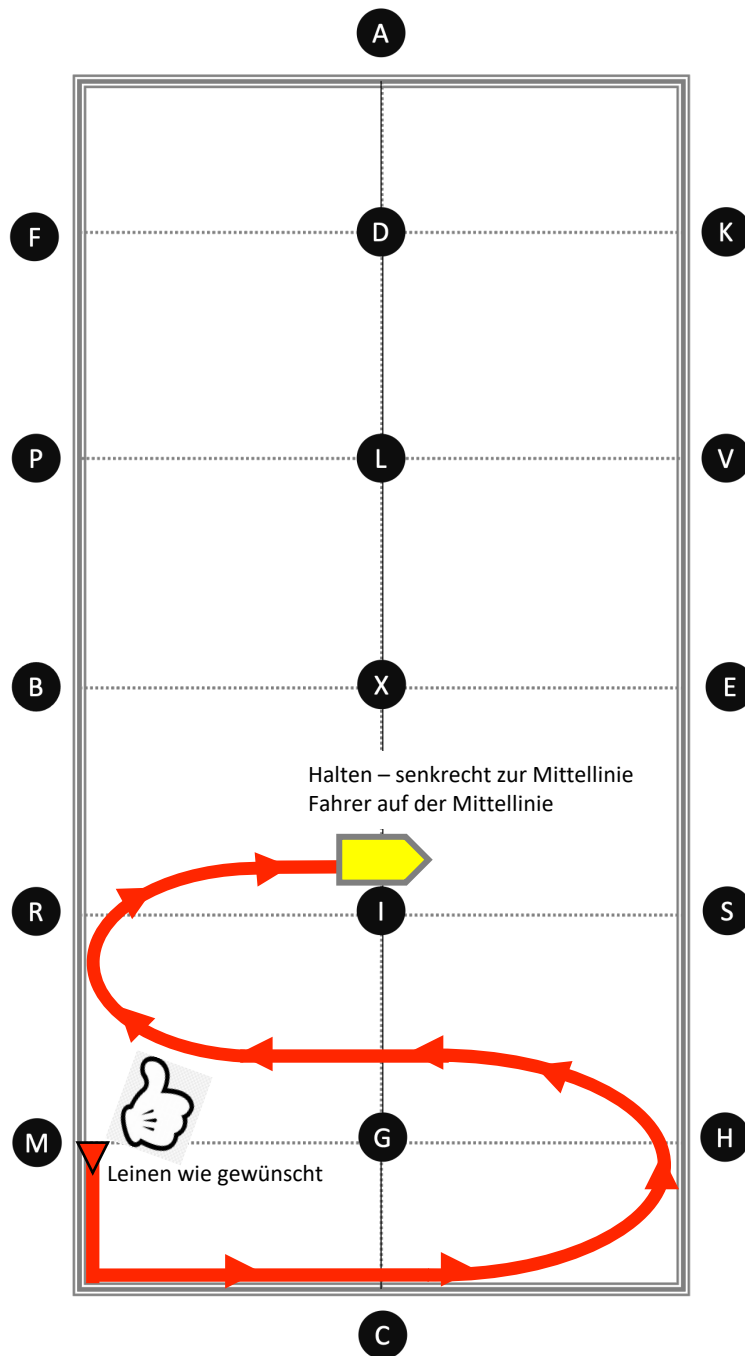 A
F
D
K
P
L
V
B
X
E
Halten – senkrecht zur Mittellinie
Fahrer auf der Mittellinie
R
I
S
M
G
H
Leinen wie gewünscht
C